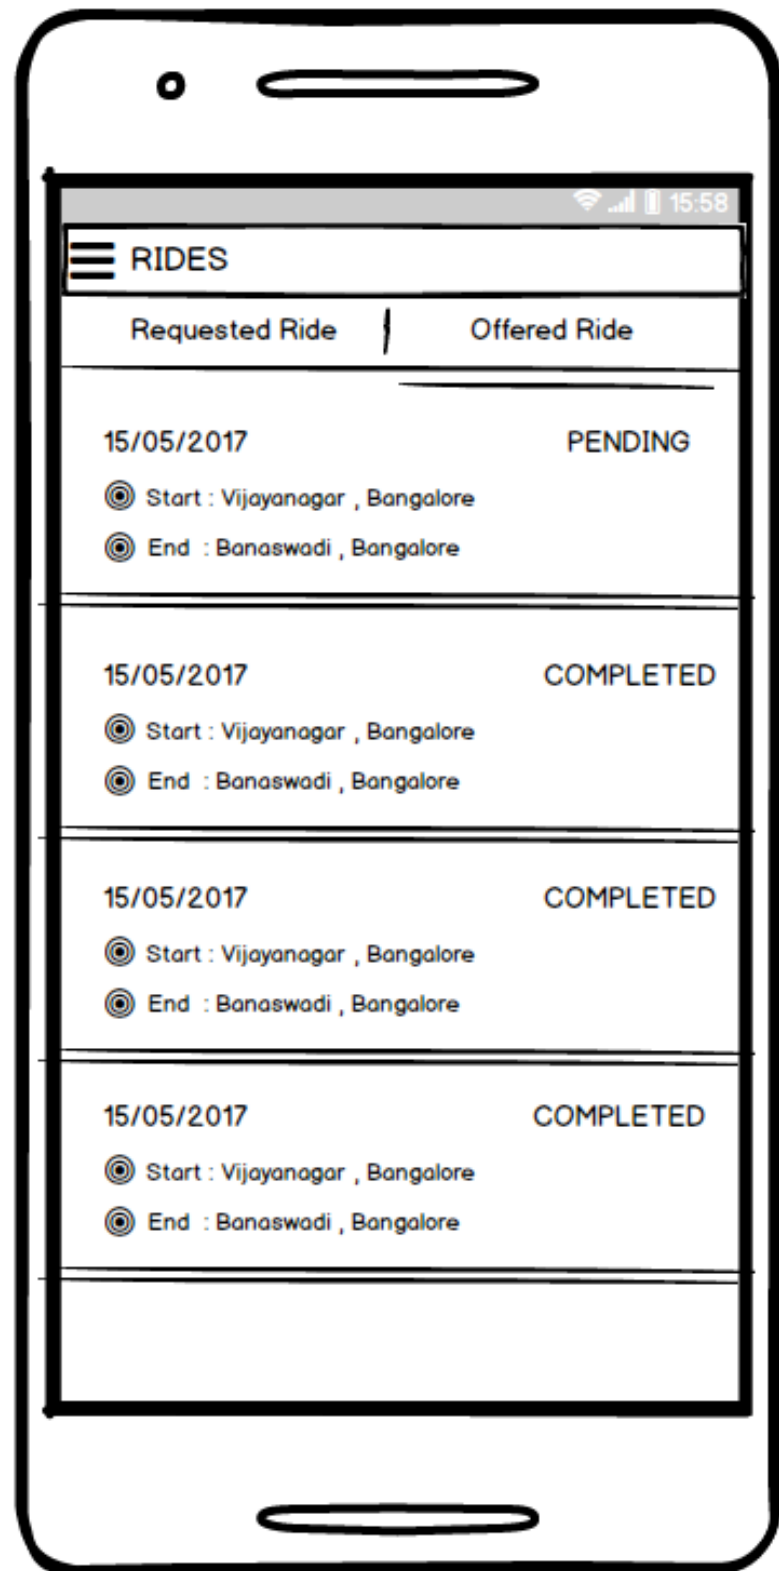 15:58
RIDES
Requested Ride Offered Ride
15/05/2017 PENDING
Start : Vijayanagar , Bangalore
End : Banaswadi , Bangalore
15/05/2017 COMPLETED
Start : Vijayanagar , Bangalore
End : Banaswadi , Bangalore
15/05/2017 COMPLETED
Start : Vijayanagar , Bangalore
End : Banaswadi , Bangalore
15/05/2017 COMPLETED
Start : Vijayanagar , Bangalore
End : Banaswadi , Bangalore